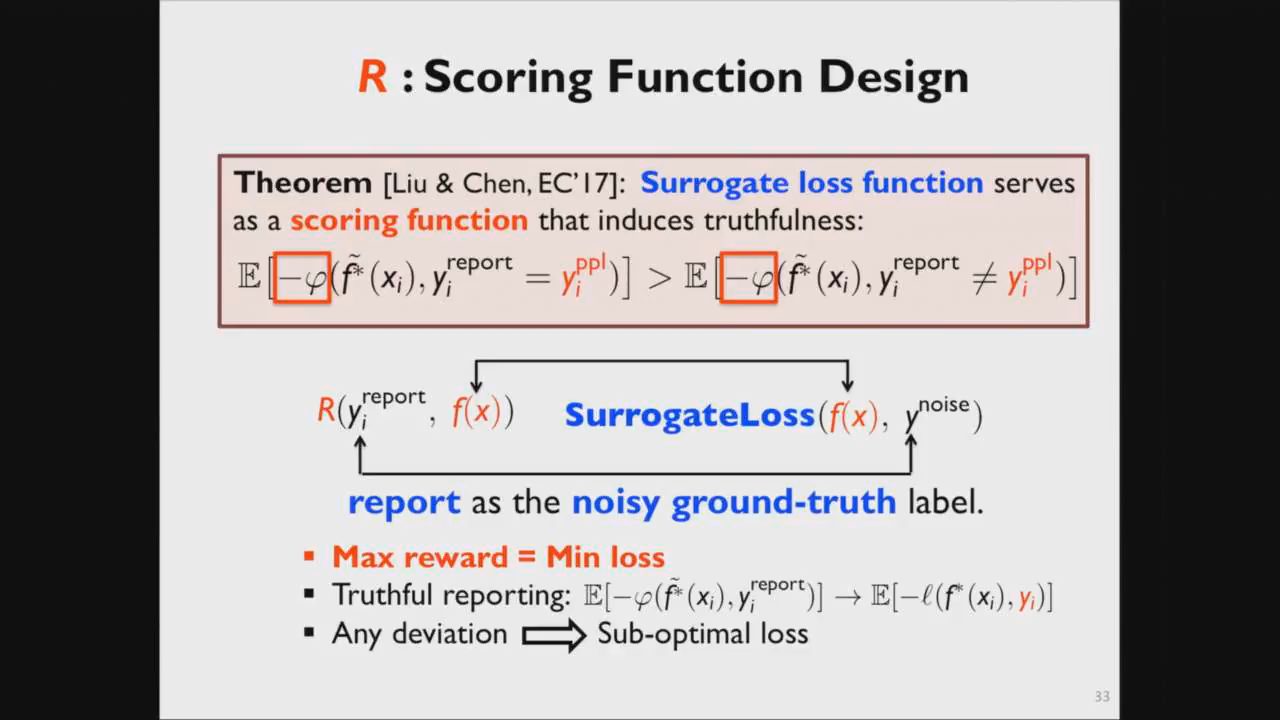 R : Scoring Function Design
Theorem [Liu & Chen, EC'17]: Surrogate loss function serves
as a scoring function that induces truthfulness:
𝔼[−φ(f̃*(xᵢ), yᵢ^report = yᵢ^ppl)] > 𝔼[−φ(f̃*(xᵢ), yᵢ^report ≠ yᵢ^ppl)]
R(yᵢ^report, f(x)) SurrogateLoss(f(x), y^noise)
report as the noisy ground-truth label.
▪ Max reward = Min loss
▪ Truthful reporting: 𝔼[−φ(f̃*(xᵢ), yᵢ^report)] → 𝔼[−ℓ(f*(xᵢ), yᵢ)]
▪ Any deviation ⇒ Sub-optimal loss
33